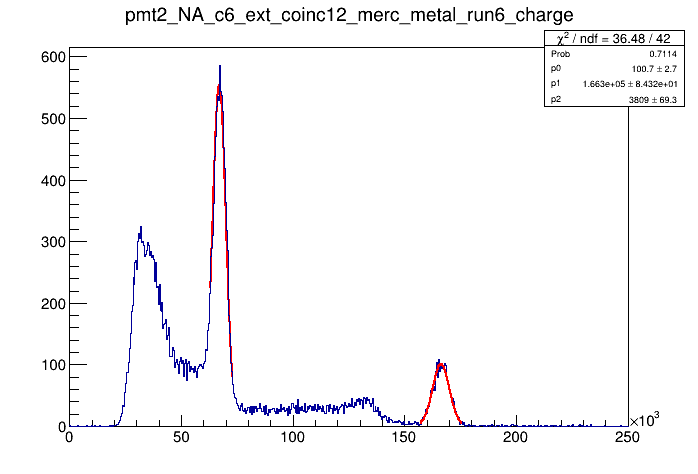 pmt2_NA_c6_ext_coinc12_merc_metal_run6_charge
χ² / ndf = 36.48 / 42
Prob 0.7114
p0 100.7 ± 2.7
p1 1.663e+05 ± 8.432e+01
p2 3809 ± 69.3
600
500
400
300
200
100
0
0 50 100 150 200 250
×10³